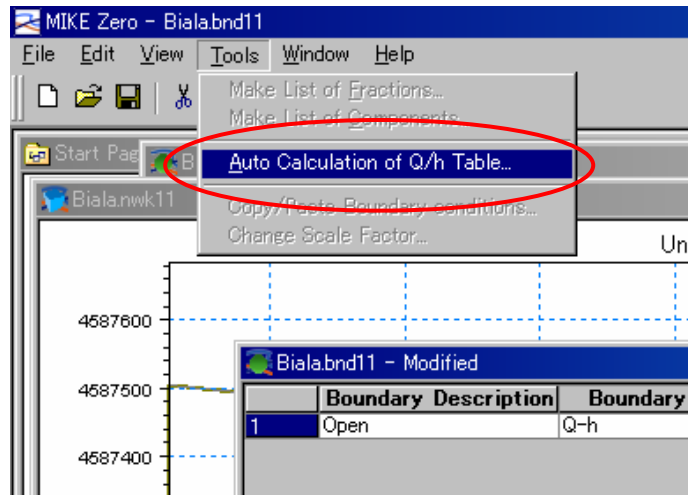 MIKE Zero - Biala.bnd11
File Edit View Tools Window Help
Make List of Fractions...
Make List of Components...
Start Pag
B
Auto Calculation of Q/h Table...
Biala.nwk11
Copy/Paste Boundary conditions...
Change Scale Factor...
Un
4587600
Biala.bnd11 - Modified
4587500
Boundary Description Boundary
1 Open Q-h
4587400